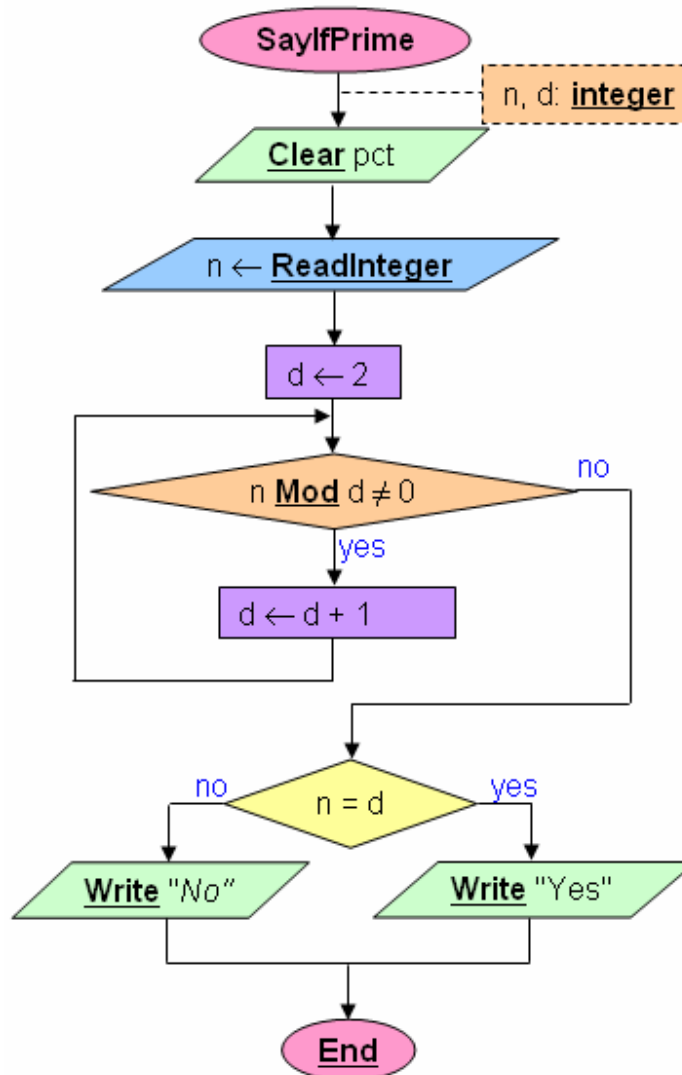 SayIfPrime
n, d: integer
Clear pct
n ← ReadInteger
d ← 2
n Mod d ≠ 0
no
yes
d ← d + 1
no
n = d
yes
Write "No"
Write "Yes"
End